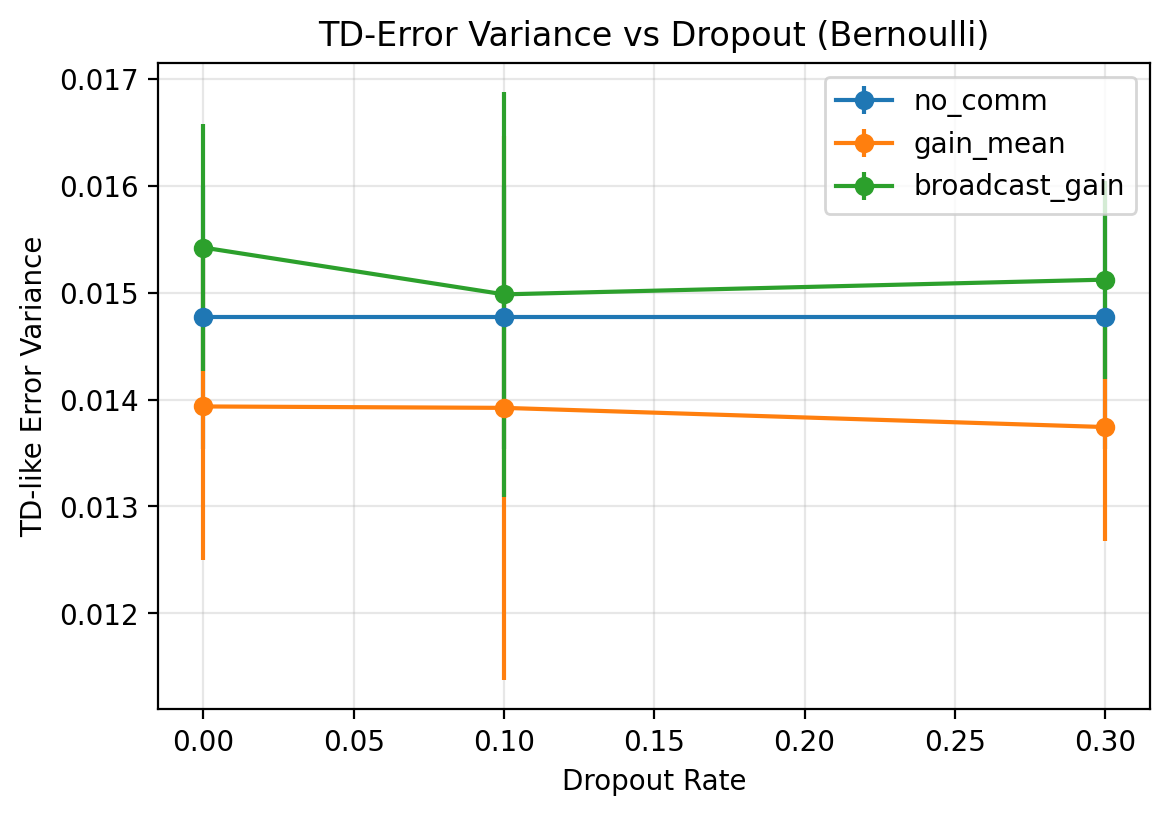 TD-Error Variance vs Dropout (Bernoulli)
0.017
0.016
0.015
0.014
0.013
0.012
TD-like Error Variance
no_comm
gain_mean
broadcast_gain
0.00 0.05 0.10 0.15 0.20 0.25 0.30
Dropout Rate